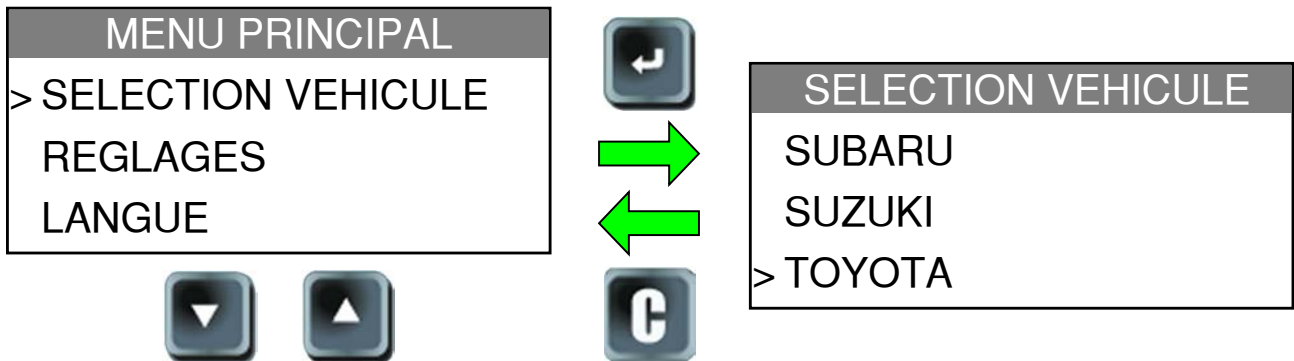 MENU PRINCIPAL
> SELECTION VEHICULE
REGLAGES
LANGUE
SELECTION VEHICULE
SUBARU
SUZUKI
> TOYOTA
C